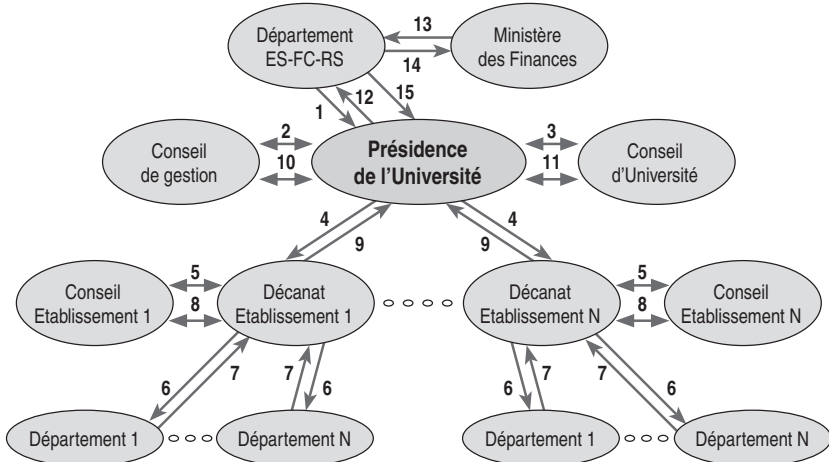 13
Département
ES-FC-RS
Ministère
des Finances
14
1
12
15
2
Conseil
de gestion
10
Présidence
de l'Université
3
Conseil
d'Université
11
4
9
9
4
5
Conseil
Etablissement 1
8
Décanat
Etablissement 1
Décanat
Etablissement N
5
8
Conseil
Etablissement N
6
7
7
6
6
7
7
6
Département 1
Département N
Département 1
Département N